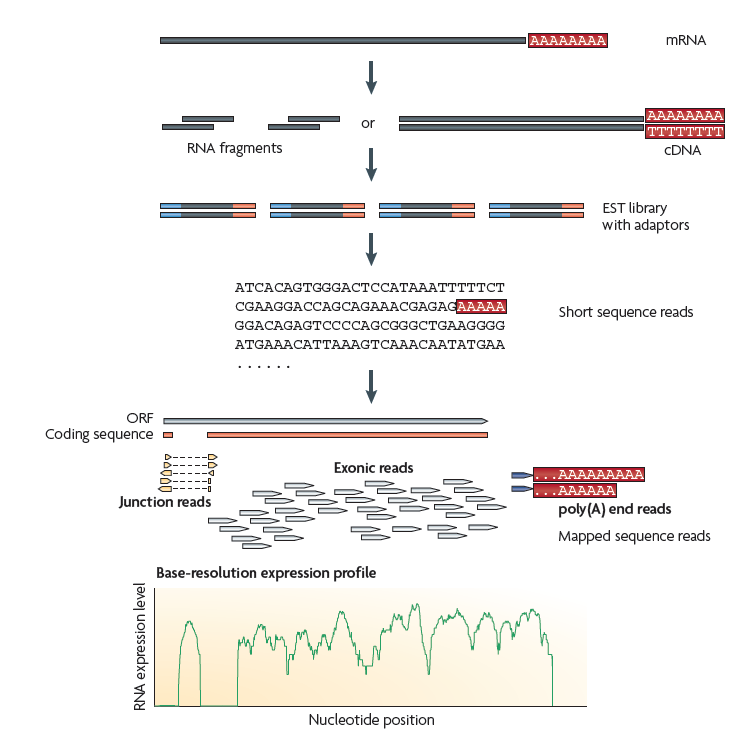 AAAAAAAA
mRNA
or
AAAAAAAA
TTTTTTTT
RNA fragments
cDNA
EST library
with adaptors
ATCACAGTGGGACTCCATAAATTTTTCT
CGAAGGACCAGCAGAAACGAGAGAAAAA
GGACAGAGTCCCCAGCGGGCTGAAGGGG
ATGAAACATTAAAGTCAAACAATATGAA
......
Short sequence reads
ORF
Coding sequence
Junction reads
Exonic reads
...AAAAAAAAA
...AAAAAA
poly(A) end reads
Mapped sequence reads
Base-resolution expression profile
RNA expression level
Nucleotide position